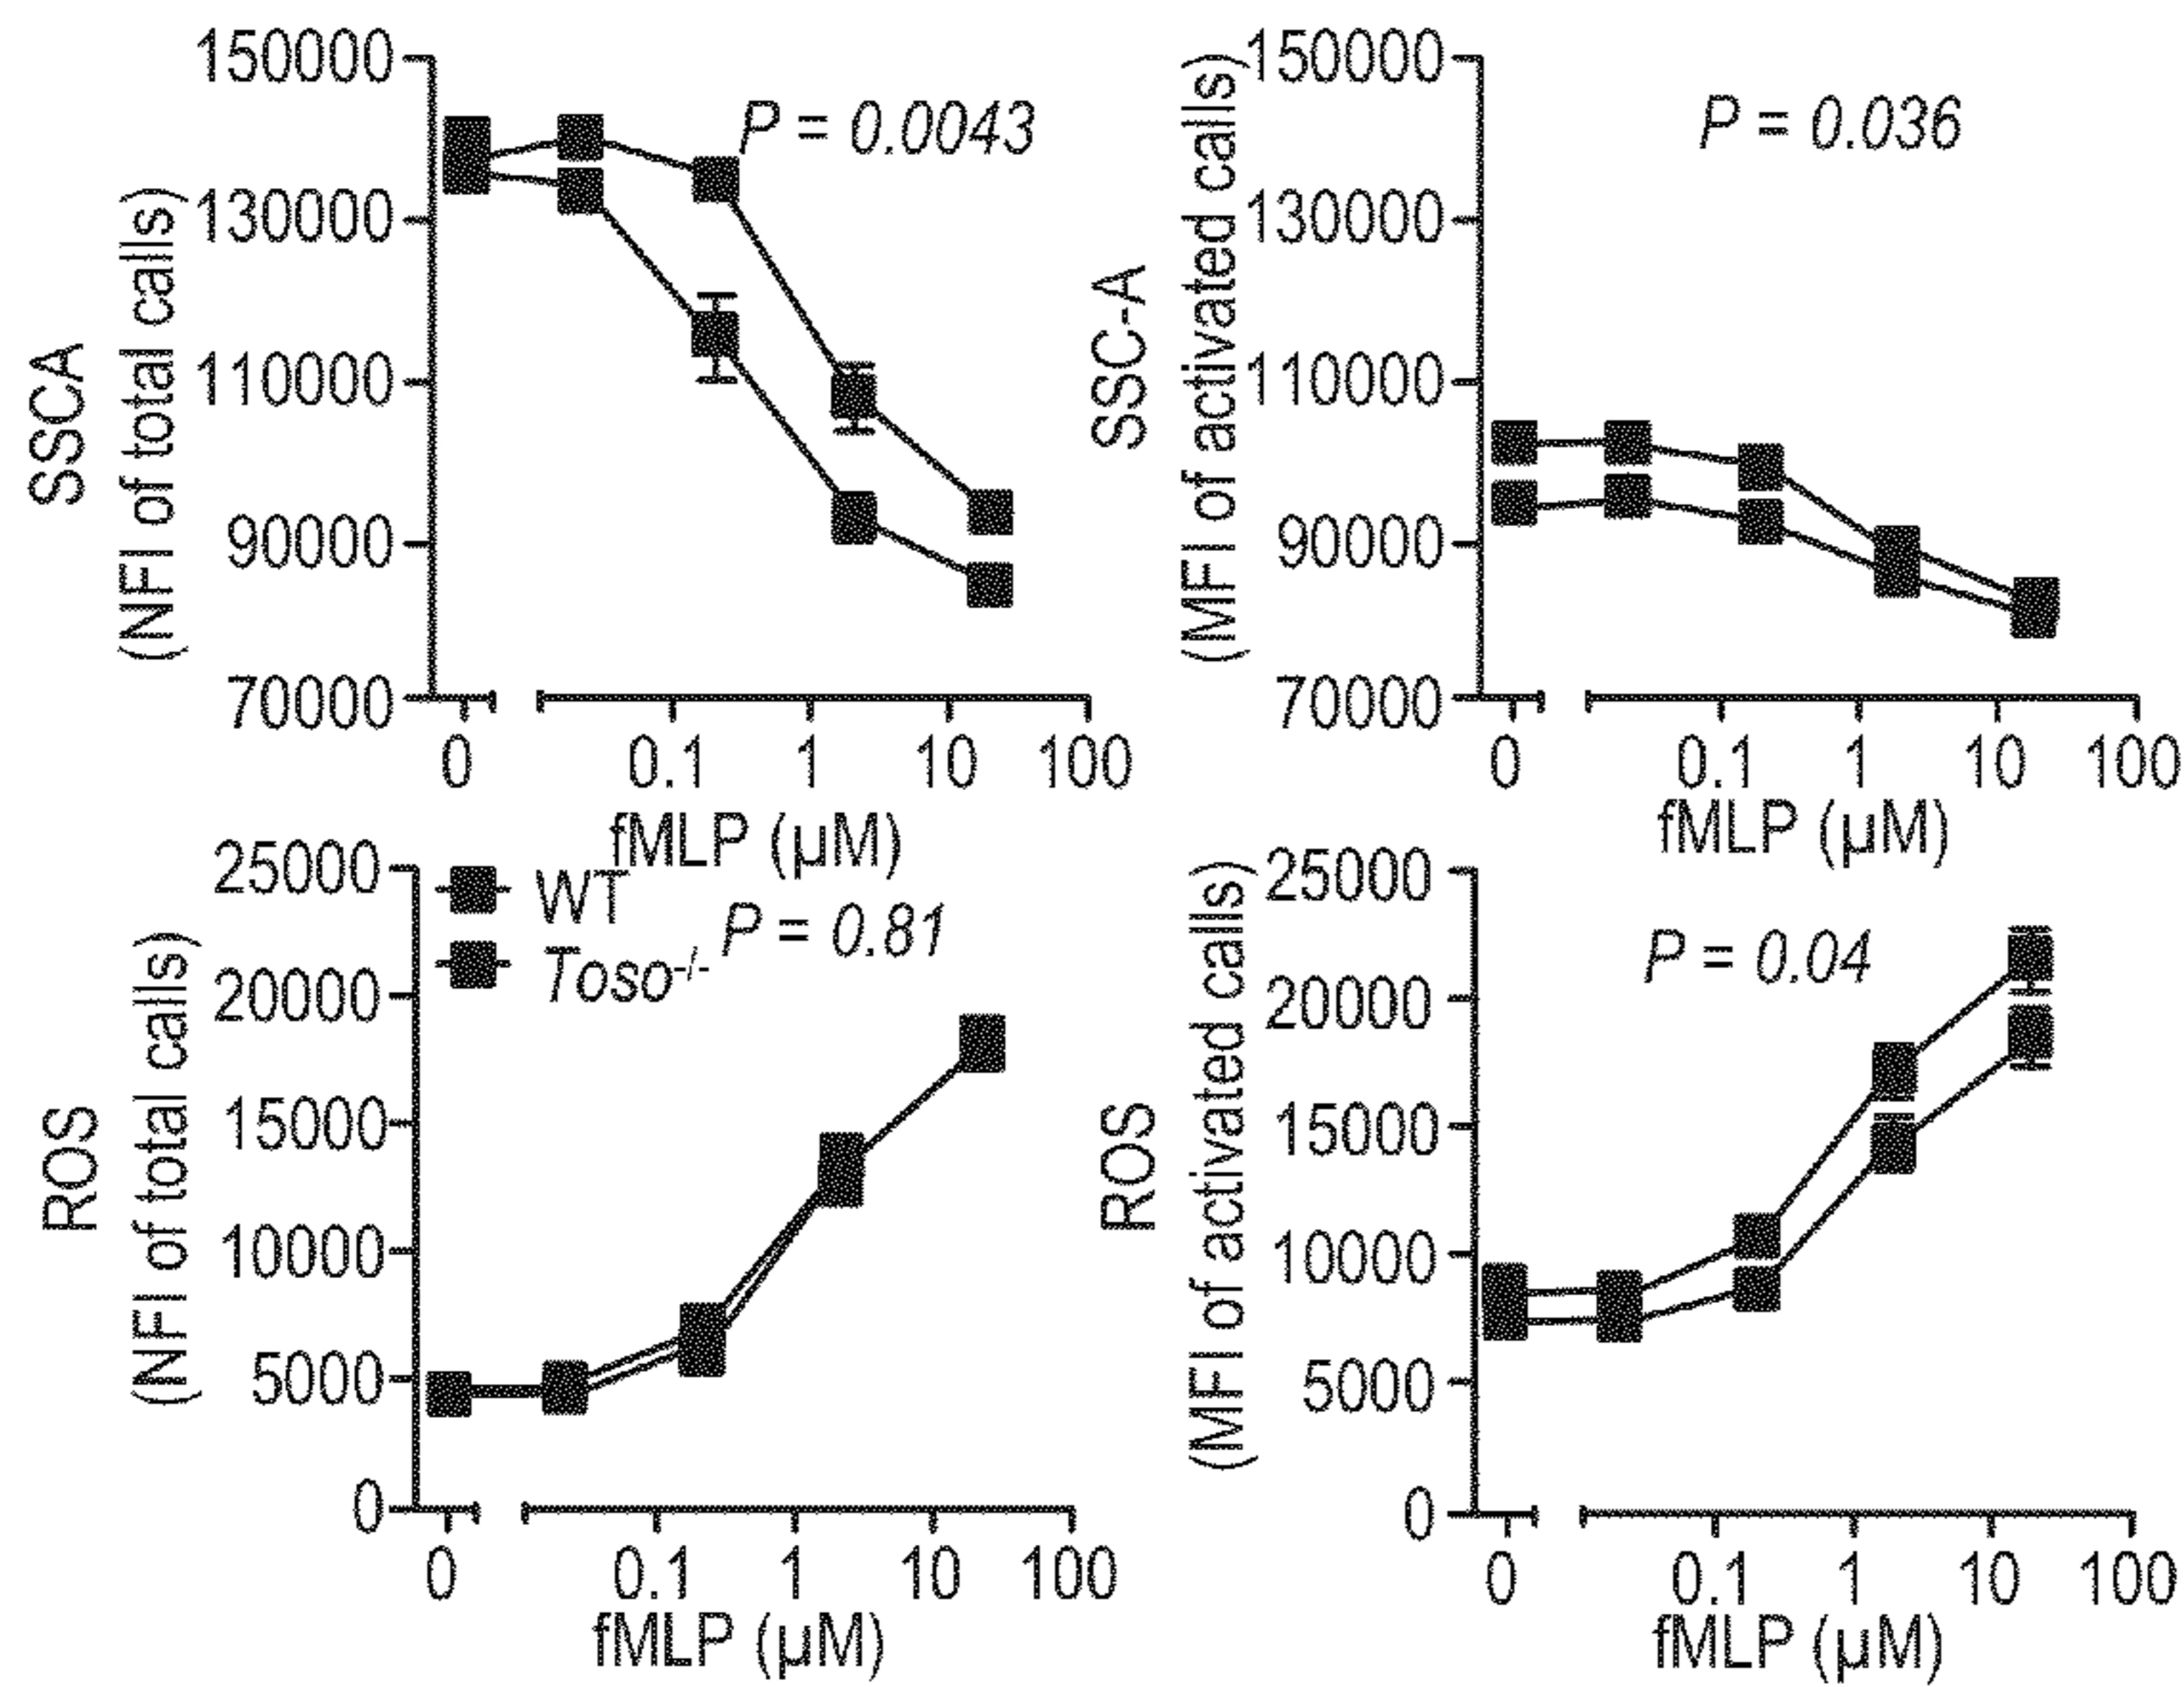 SSCA
(NFI of total calls)
150000
130000
110000
90000
70000
P = 0.0043
0 0.1 1 10 100
fMLP (µM)
SSC-A
(MFI of activated calls)
150000
130000
110000
90000
70000
P = 0.036
0 0.1 1 10 100
fMLP (µM)
ROS
(NFI of total calls)
25000
20000
15000
10000
5000
0
WT
Toso-/-
P = 0.81
0 0.1 1 10 100
fMLP (µM)
ROS
(MFI of activated calls)
25000
20000
15000
10000
5000
0
P = 0.04
0 0.1 1 10 100
fMLP (µM)